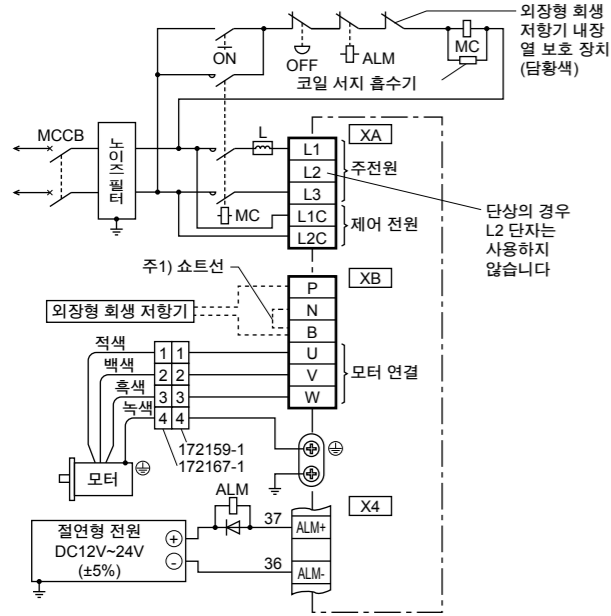 외장형 회생
저항기 내장
열 보호 장치
(담황색)
ON
OFF
ALM
MC
코일 서지 흡수기
MCCB
노이즈 필터
L
MC
XA
L1
L2
L3
L1C
L2C
주전원
제어 전원
단상의 경우
L2 단자는
사용하지
않습니다
주1) 쇼트선
XB
외장형 회생 저항기
P
N
B
U
V
W
모터 연결
적색
백색
흑색
녹색
1 1
2 2
3 3
4 4
172159-1
172167-1
모터
ALM
X4
절연형 전원
DC12V~24V
(±5%)
+
-
37
ALM+
36
ALM-